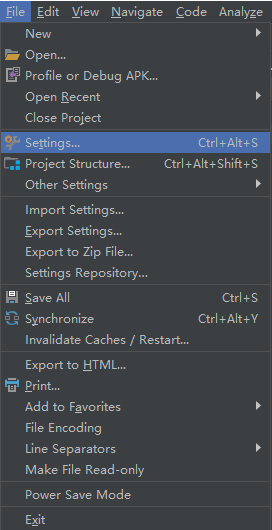 File Edit View Navigate Code Analyze
New
Open...
Profile or Debug APK...
Open Recent
Close Project
Settings... Ctrl+Alt+S
Project Structure... Ctrl+Alt+Shift+S
Other Settings
Import Settings...
Export Settings...
Export to Zip File...
Settings Repository...
Save All Ctrl+S
Synchronize Ctrl+Alt+Y
Invalidate Caches / Restart...
Export to HTML...
Print...
Add to Favorites
File Encoding
Line Separators
Make File Read-only
Power Save Mode
Exit